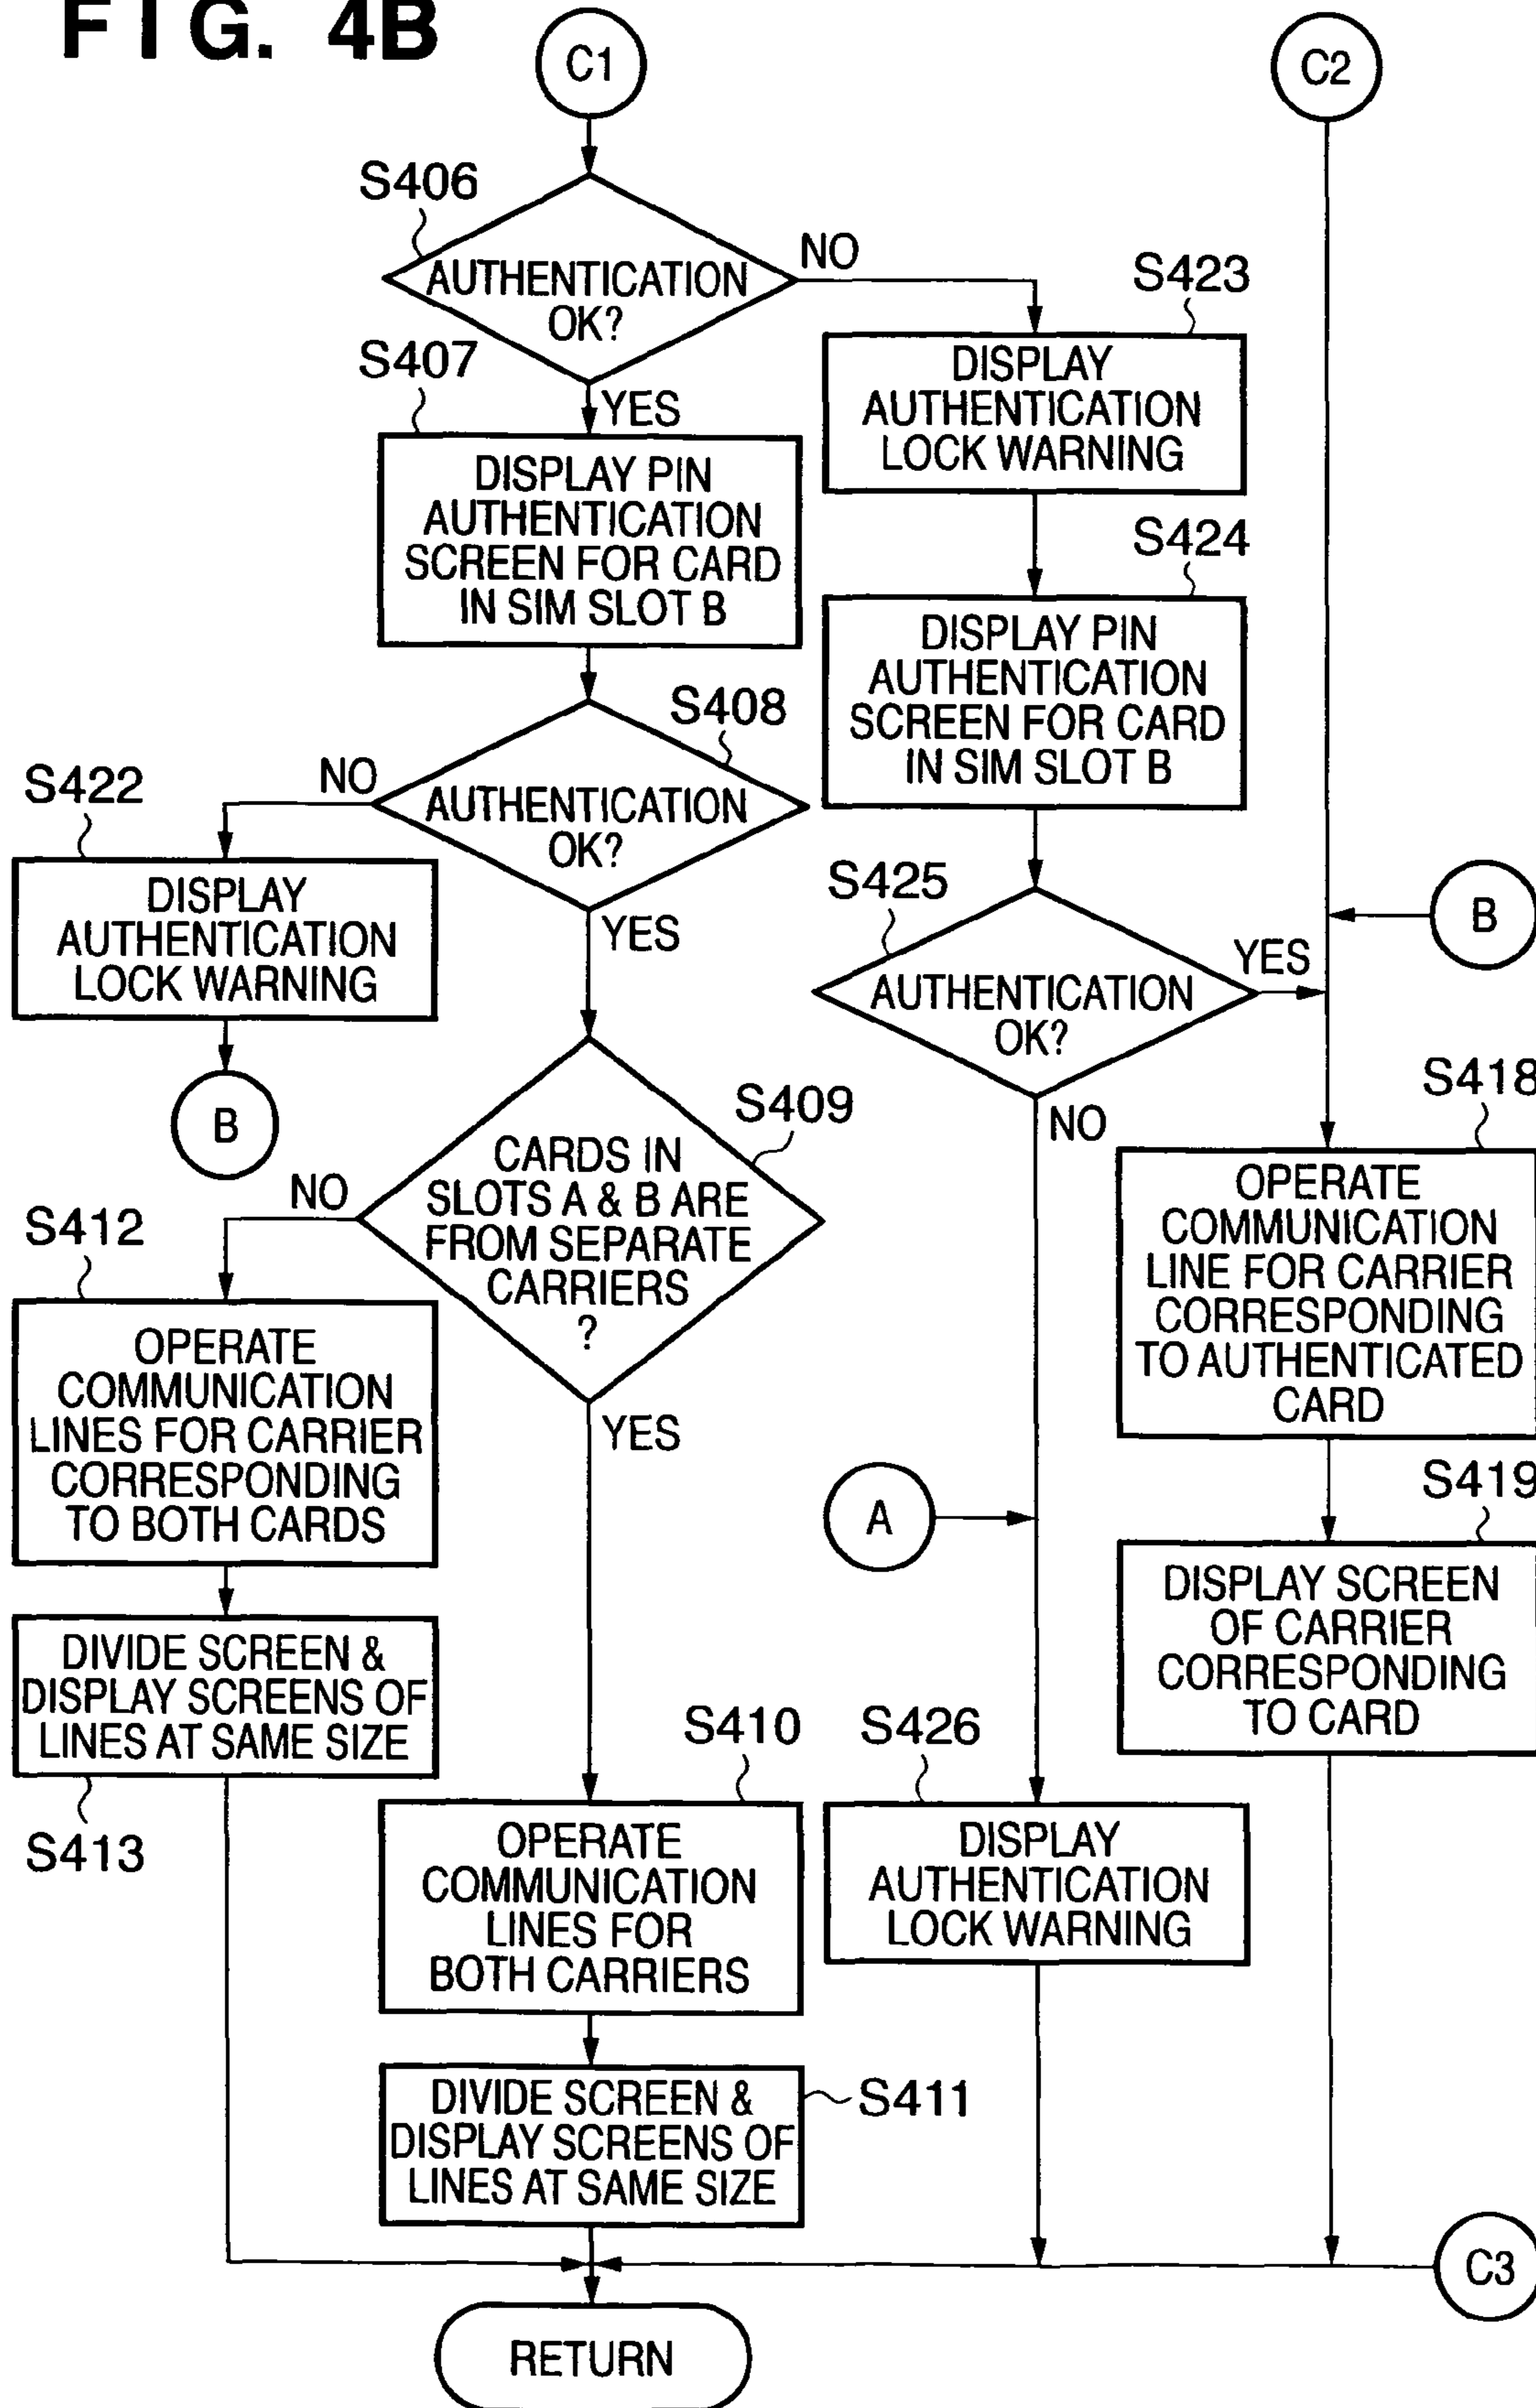 FIG. 4B
C1
C2
S406
AUTHENTICATION
OK?
NO
YES
S423
DISPLAY
AUTHENTICATION
LOCK WARNING
S407
DISPLAY PIN
AUTHENTICATION
SCREEN FOR CARD
IN SIM SLOT B
S424
DISPLAY PIN
AUTHENTICATION
SCREEN FOR CARD
IN SIM SLOT B
S408
AUTHENTICATION
OK?
NO
YES
S422
DISPLAY
AUTHENTICATION
LOCK WARNING
B
S425
AUTHENTICATION
OK?
YES
NO
B
S409
CARDS IN
SLOTS A & B ARE
FROM SEPARATE
CARRIERS
?
NO
YES
S418
OPERATE
COMMUNICATION
LINE FOR CARRIER
CORRESPONDING
TO AUTHENTICATED
CARD
S412
OPERATE
COMMUNICATION
LINES FOR CARRIER
CORRESPONDING
TO BOTH CARDS
A
S419
DISPLAY SCREEN
OF CARRIER
CORRESPONDING
TO CARD
DIVIDE SCREEN &
DISPLAY SCREENS OF
LINES AT SAME SIZE
S413
S410
OPERATE
COMMUNICATION
LINES FOR
BOTH CARRIERS
S426
DISPLAY
AUTHENTICATION
LOCK WARNING
DIVIDE SCREEN &
DISPLAY SCREENS OF
LINES AT SAME SIZE
S411
C3
RETURN